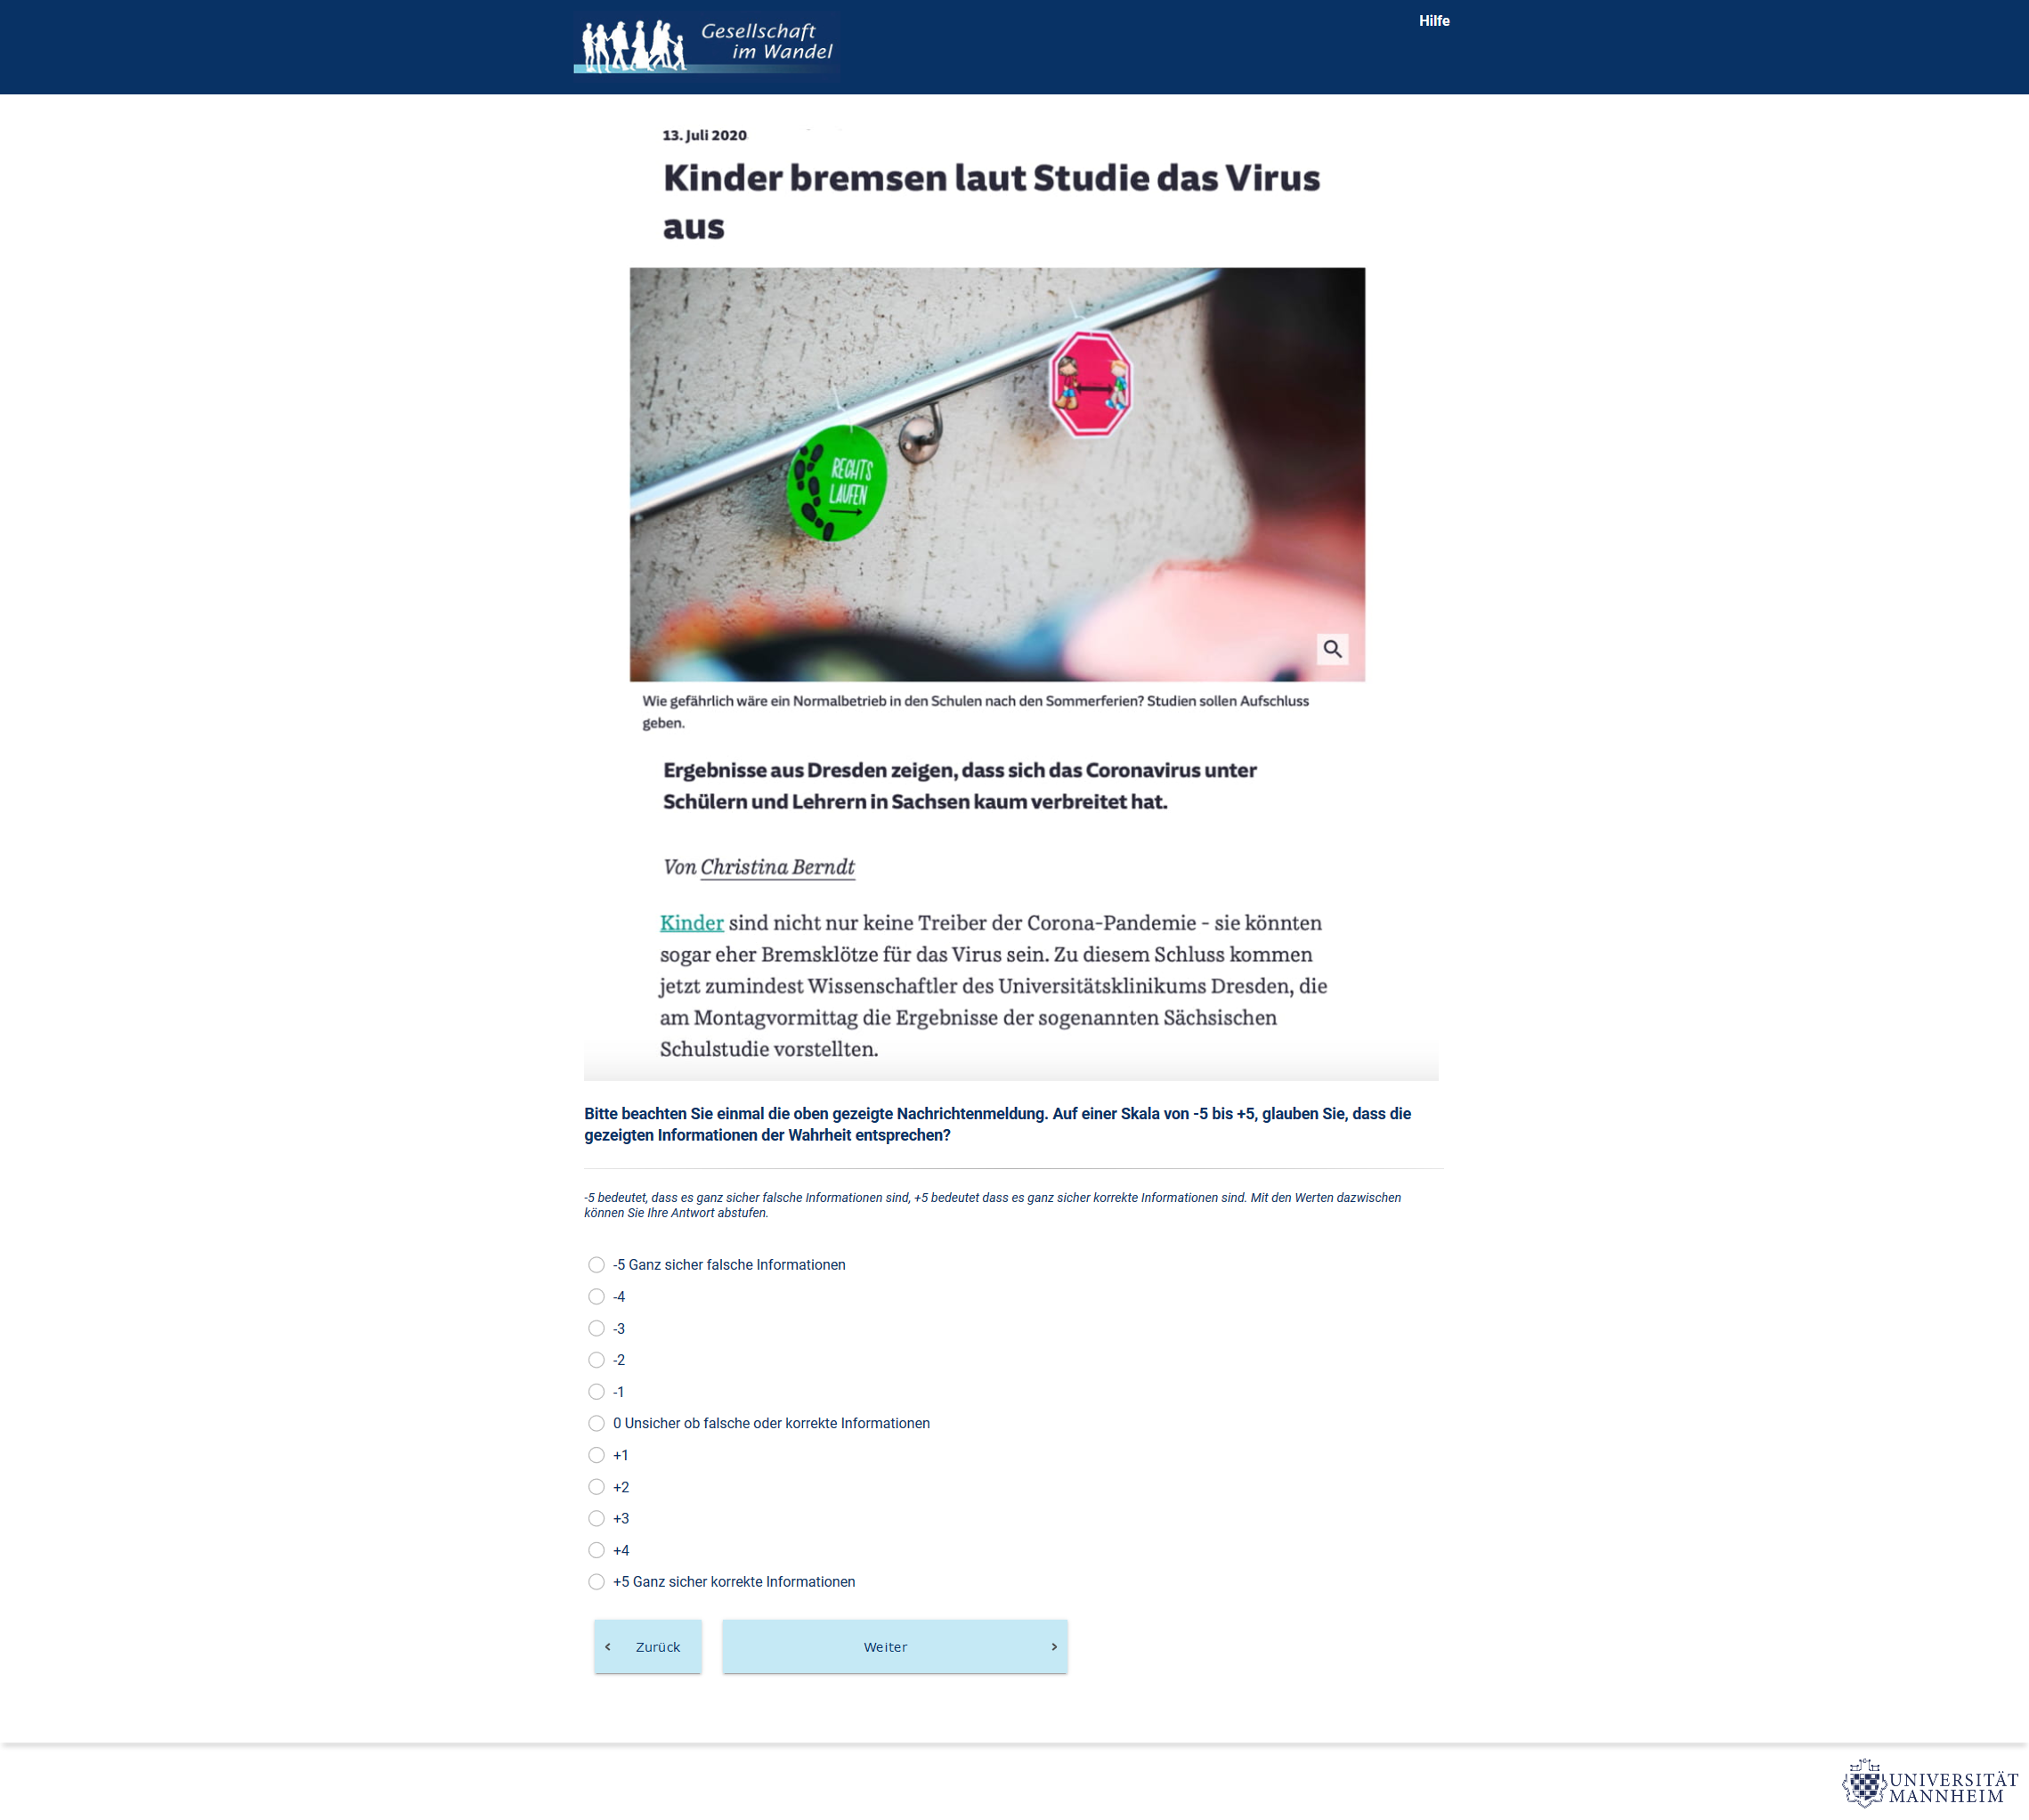 Gesellschaft
im Wandel
Hilfe
13. Juli 2020
Kinder bremsen laut Studie das Virus
aus
RECHTS
LAUFEN
Wie gefährlich wäre ein Normalbetrieb in den Schulen nach den Sommerferien? Studien sollen Aufschluss
geben.
Ergebnisse aus Dresden zeigen, dass sich das Coronavirus unter
Schülern und Lehrern in Sachsen kaum verbreitet hat.
Von Christina Berndt
Kinder sind nicht nur keine Treiber der Corona-Pandemie - sie könnten
sogar eher Bremsklötze für das Virus sein. Zu diesem Schluss kommen
jetzt zumindest Wissenschaftler des Universitätsklinikums Dresden, die
am Montagvormittag die Ergebnisse der sogenannten Sächsischen
Schulstudie vorstellten.
Bitte beachten Sie einmal die oben gezeigte Nachrichtenmeldung. Auf einer Skala von -5 bis +5, glauben Sie, dass die
gezeigten Informationen der Wahrheit entsprechen?
-5 bedeutet, dass es ganz sicher falsche Informationen sind, +5 bedeutet dass es ganz sicher korrekte Informationen sind. Mit den Werten dazwischen
können Sie Ihre Antwort abstufen.
-5 Ganz sicher falsche Informationen
-4
-3
-2
-1
0 Unsicher ob falsche oder korrekte Informationen
+1
+2
+3
+4
+5 Ganz sicher korrekte Informationen
Zurück
Weiter
UNIVERSITÄT
MANNHEIM